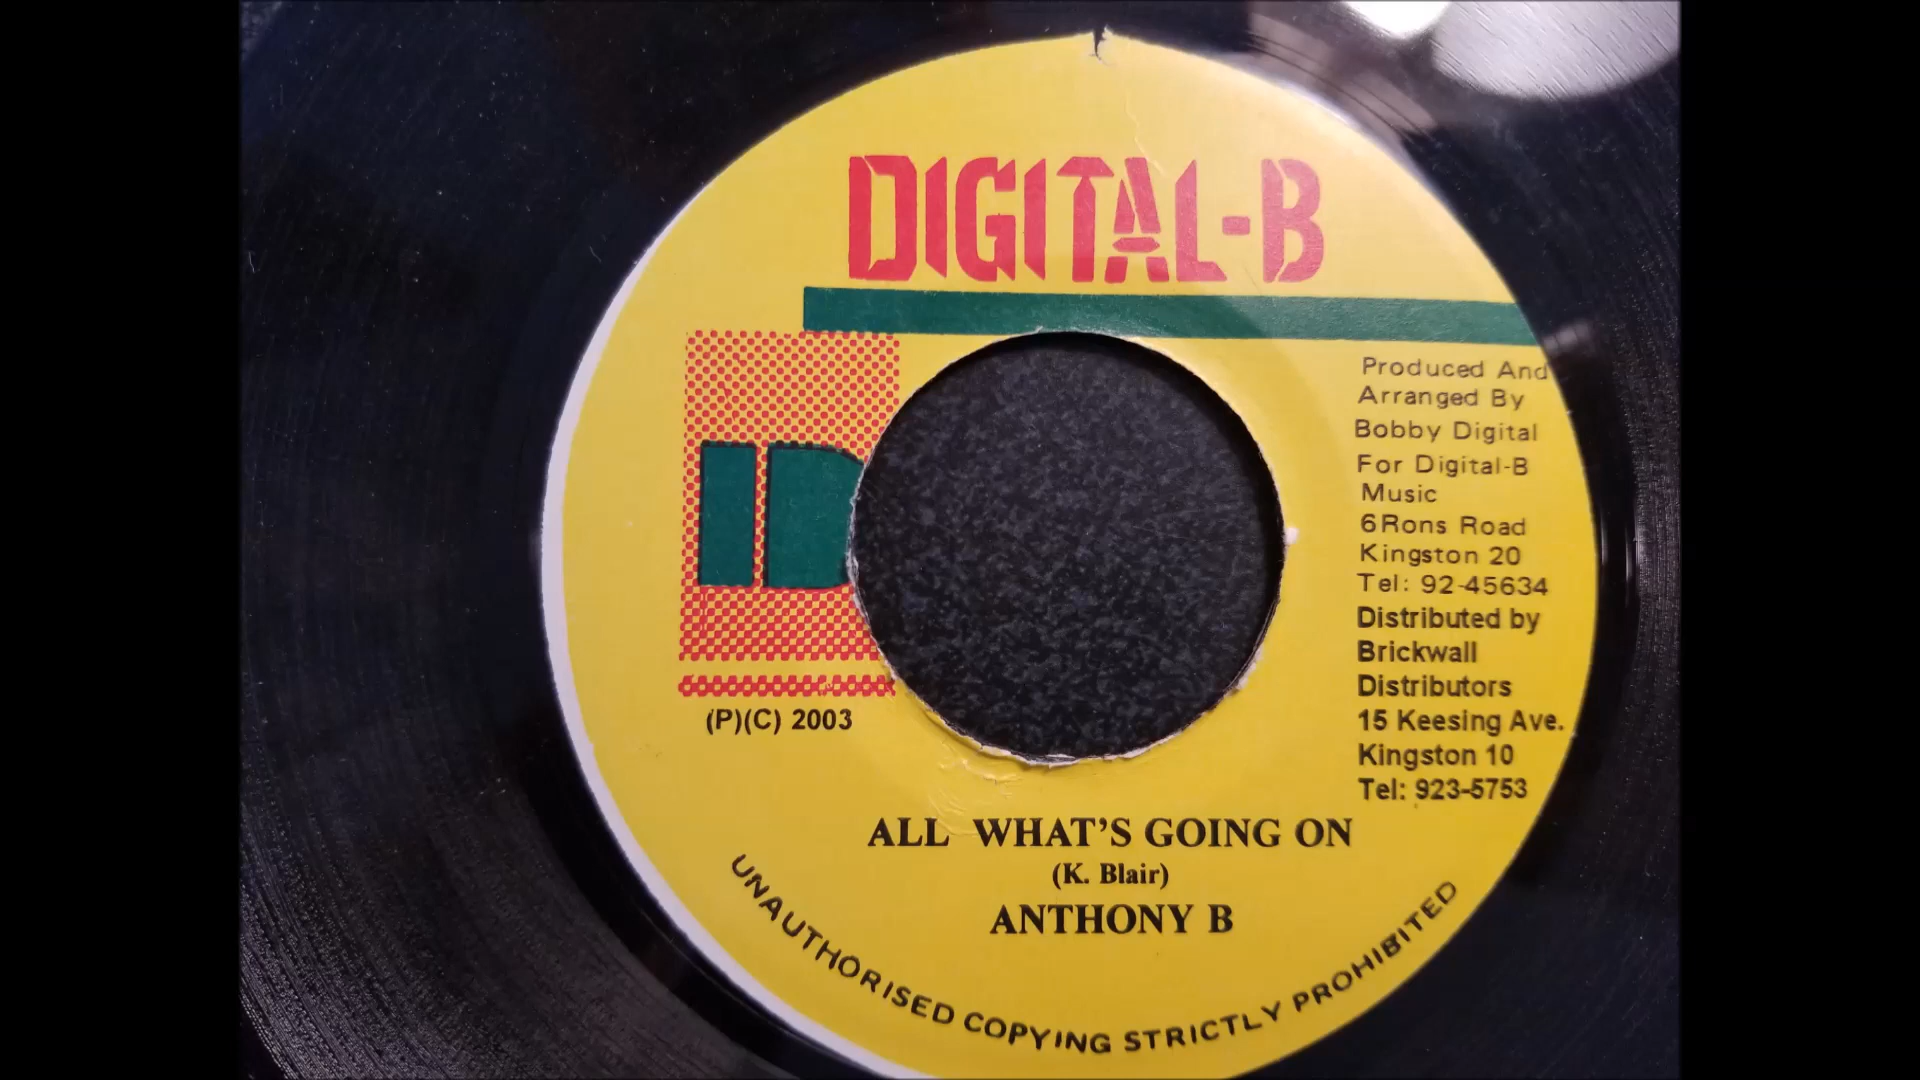 DIGITAL-B
Produced And
Arranged By
Bobby Digital
For Digital-B
Music
6Rons Road
Kingston 20
Tel: 92-45634
Distributed by
Brickwall
Distributors
15 Keesing Ave.
Kingston 10
Tel: 923-5753
D
(P)(C) 2003
ALL WHAT'S GOING ON
(K. Blair)
ANTHONY B
UNAUTHORISED COPYING STRICTLY PROHIBITED